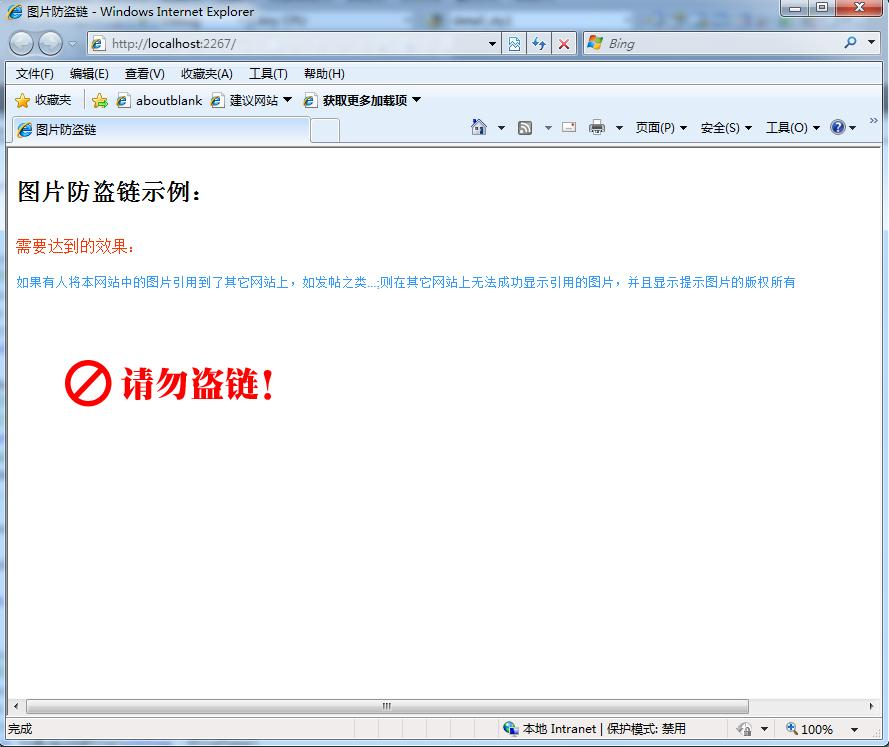 图片防盗链 - Windows Internet Explorer
http://localhost:2267/
Bing
文件(F) 编辑(E) 查看(V) 收藏夹(A) 工具(T) 帮助(H)
收藏夹 aboutblank 建议网站 获取更多加载项
图片防盗链 页面(P) 安全(S) 工具(O)
图片防盗链示例：
需要达到的效果：
如果有人将本网站中的图片引用到了其它网站上，如发帖之类...;则在其它网站上无法成功显示引用的图片，并且显示提示图片的版权所有
请勿盗链！
完成 本地 Intranet | 保护模式: 禁用 100%